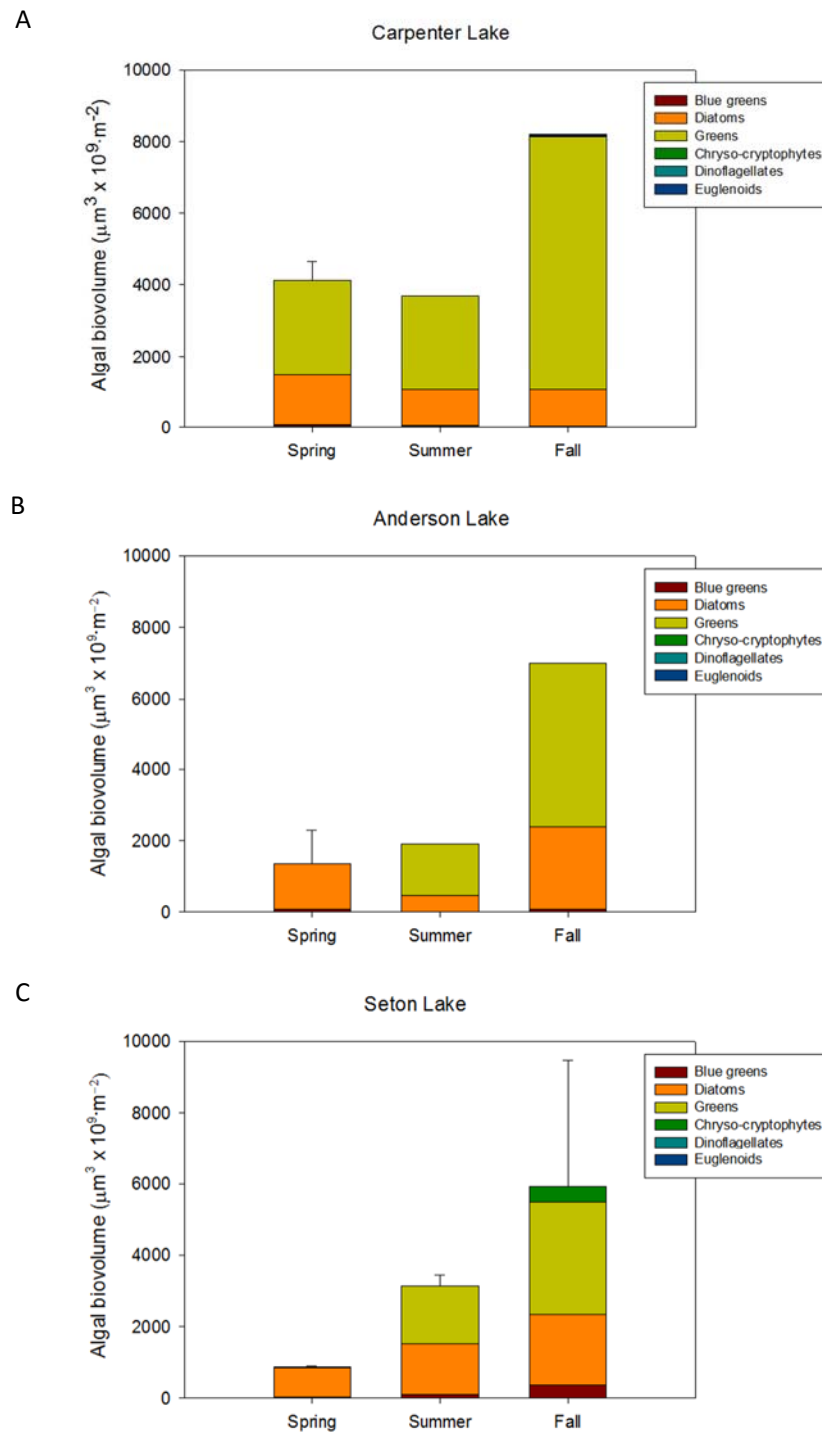 A
Carpenter Lake
Algal biovolume (μm³ x 10⁹·m-2)
10000
8000
6000
4000
2000
0
Spring Summer Fall
Blue greens
Diatoms
Greens
Chryso-cryptophytes
Dinoflagellates
Euglenoids
B
Anderson Lake
Algal biovolume (μm³ x 10⁹·m⁻²)
10000
8000
6000
4000
2000
0
Spring Summer Fall
Blue greens
Diatoms
Greens
Chryso-cryptophytes
Dinoflagellates
Euglenoids
C
Seton Lake
Algal biovolume (μm³ x 10⁹·m⁻²)
10000
8000
6000
4000
2000
0
Spring Summer Fall
Blue greens
Diatoms
Greens
Chryso-cryptophytes
Dinoflagellates
Euglenoids